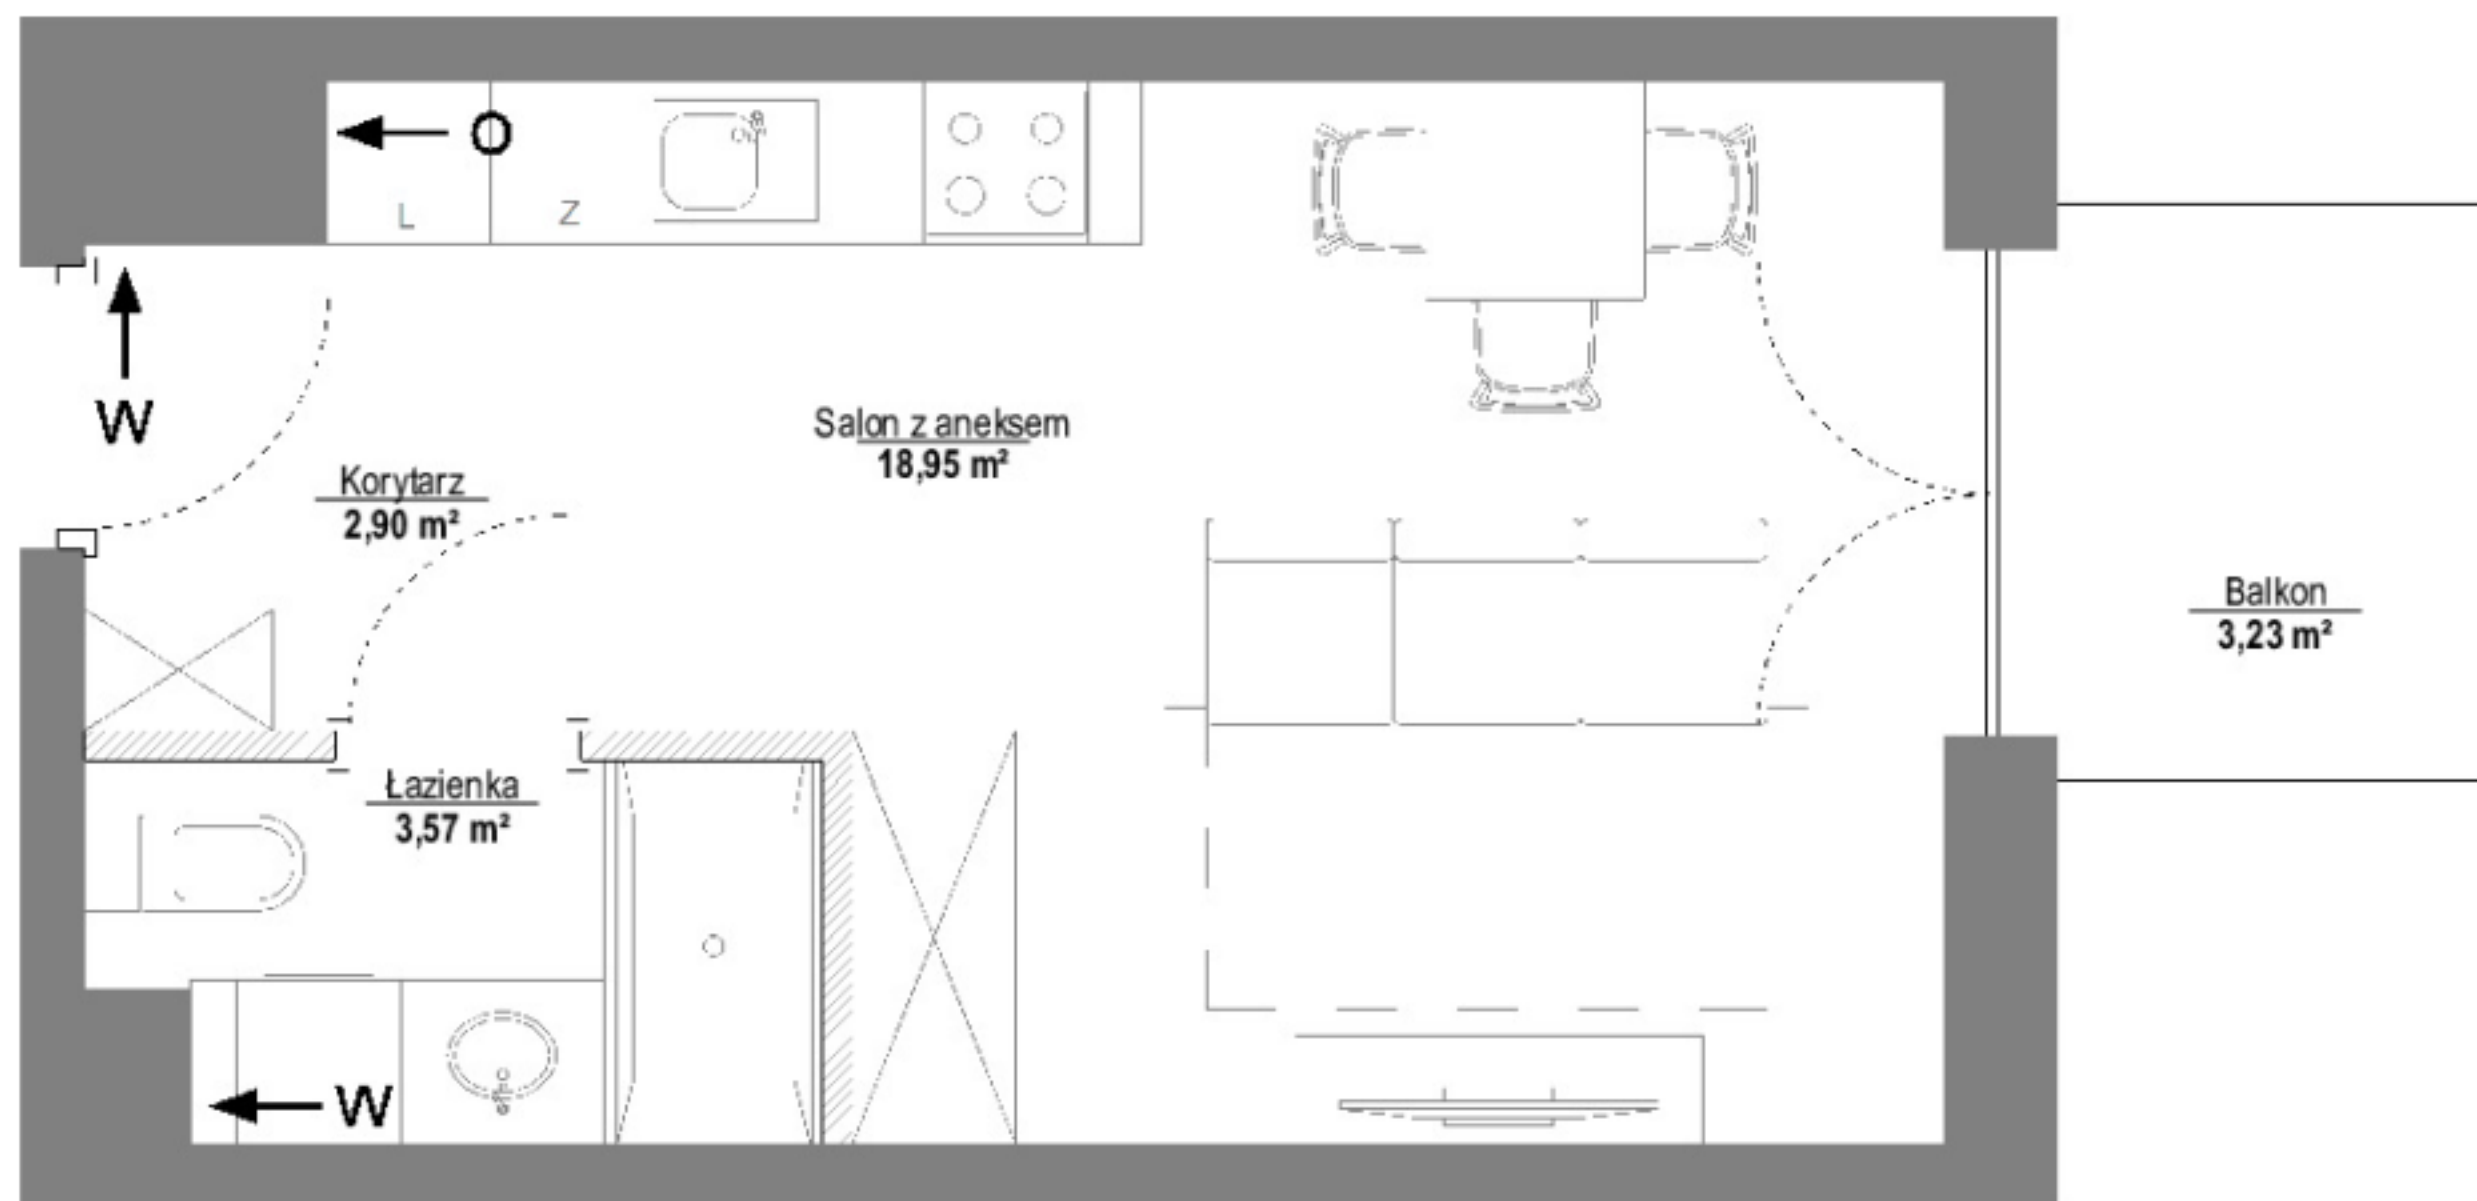 O
L
Z
W
Salon z aneksem
18,95 m²
Korytarz
2,90 m²
Balkon
3,23 m²
Łazienka
3,57 m²
W